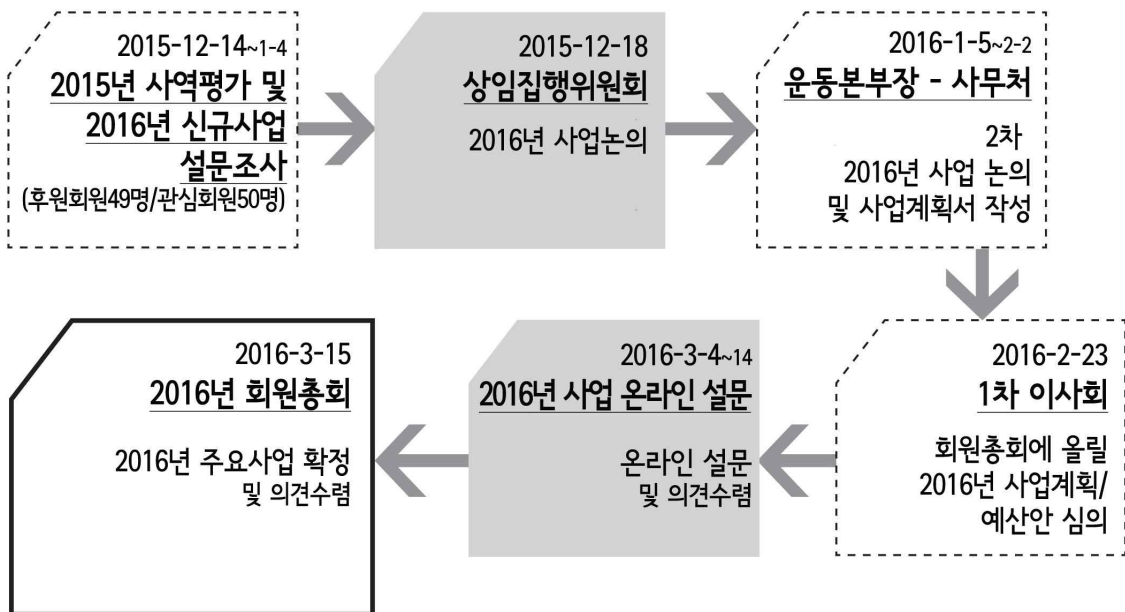 2015-12-14~1-4
2015년 사역평가 및
2016년 신규사업
설문조사
(후원회원49명/관심회원50명)
2015-12-18
상임집행위원회
2016년 사업논의
2016-1-5~2-2
운동본부장 - 사무처
2차
2016년 사업 논의
및 사업계획서 작성
2016-2-23
1차 이사회
회원총회에 올릴
2016년 사업계획/
예산안 심의
2016-3-4~14
2016년 사업 온라인 설문
온라인 설문
및 의견수렴
2016-3-15
2016년 회원총회
2016년 주요사업 확정
및 의견수렴